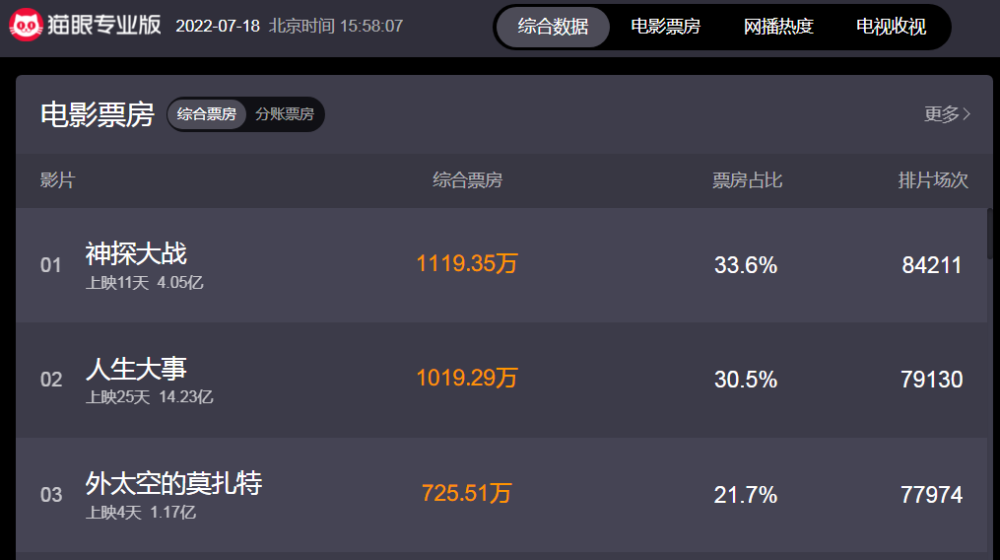 猫眼专业版 2022-07-18 北京时间 15:58:07 综合数据 电影票房 网播热度 电视收视
电影票房 综合票房 分账票房 更多>
影片 综合票房 票房占比 排片场次
01 神探大战 1119.35万 33.6% 84211
上映11天 4.05亿
02 人生大事 1019.29万 30.5% 79130
上映25天 14.23亿
03 外太空的莫扎特 725.51万 21.7% 77974
上映4天 1.17亿